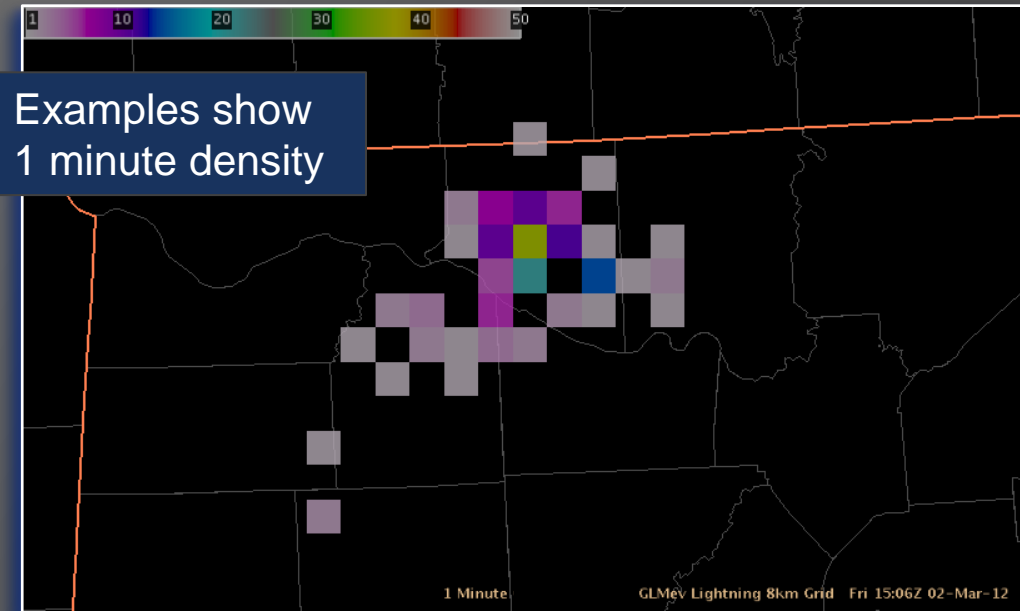 1 10 20 30 40 50
Examples show
1 minute density
1 Minute GLMev Lightning 8km Grid Fri 15:06Z 02-Mar-12